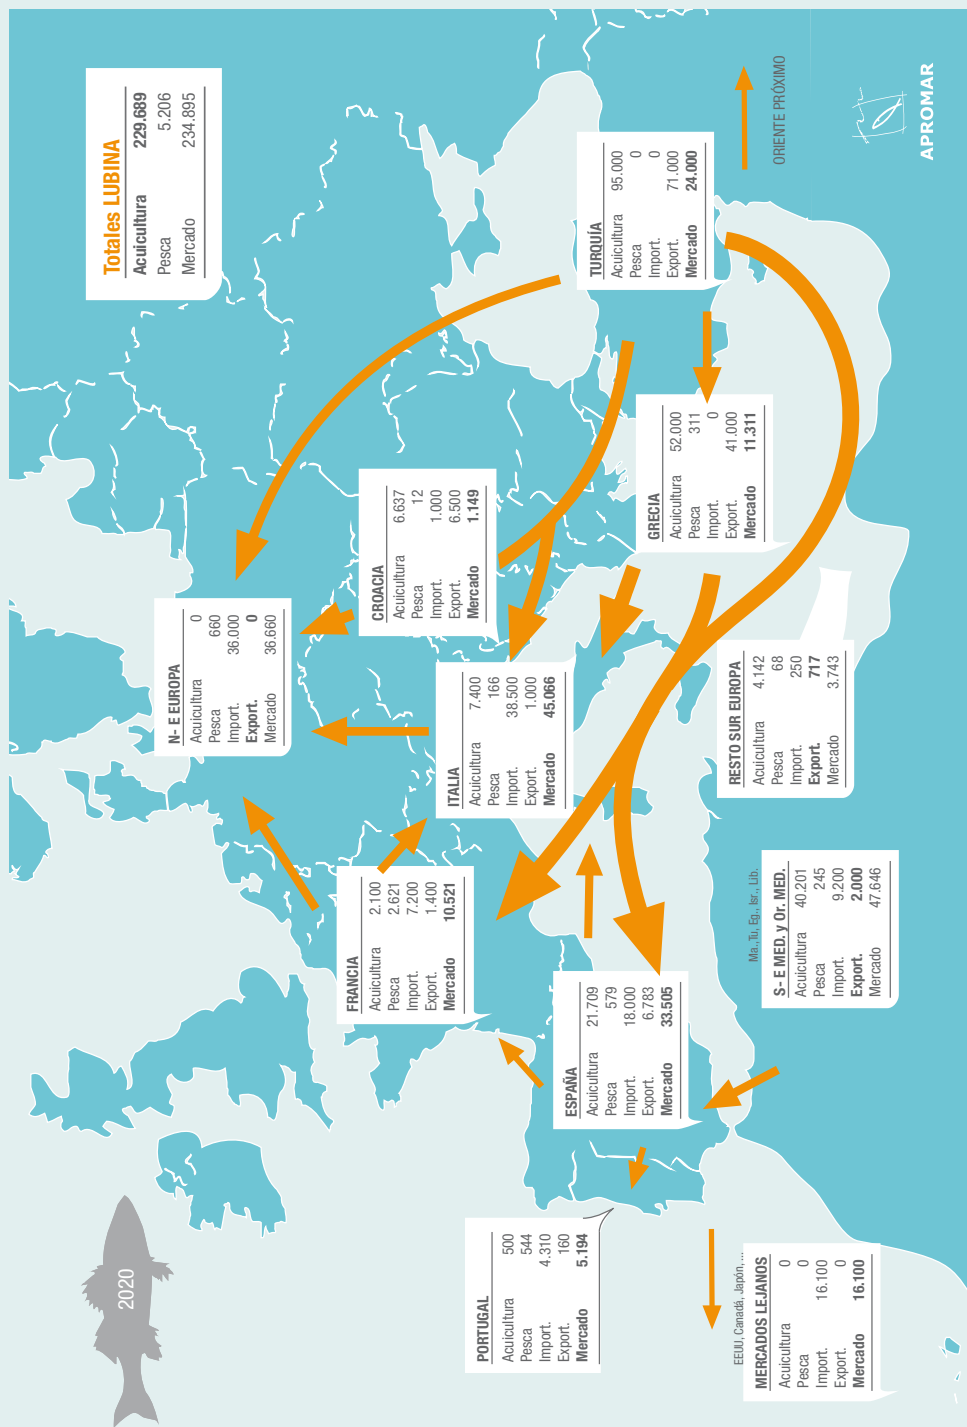 2020
Totales LUBINA
Acuicultura 229.689
Pesca 5.206
Mercado 234.895
N- E EUROPA
Acuicultura 0
Pesca 660
Import. 36.000
Export. 0
Mercado 36.660
FRANCIA
Acuicultura 2.100
Pesca 2.621
Import. 7.200
Export. 1.400
Mercado 10.521
CROACIA
Acuicultura 6.637
Pesca 12
Import. 1.000
Export. 6.500
Mercado 1.149
ITALIA
Acuicultura 7.400
Pesca 166
Import. 38.500
Export. 1.000
Mercado 45.066
PORTUGAL
Acuicultura 500
Pesca 544
Import. 4.310
Export. 160
Mercado 5.194
ESPAÑA
Acuicultura 21.709
Pesca 579
Import. 18.000
Export. 6.783
Mercado 33.505
TURQUÍA
Acuicultura 95.000
Pesca 0
Import. 0
Export. 71.000
Mercado 24.000
GRECIA
Acuicultura 52.000
Pesca 311
Import. 0
Export. 41.000
Mercado 11.311
RESTO SUR EUROPA
Acuicultura 4.142
Pesca 68
Import. 250
Export. 717
Mercado 3.743
Ma.,Tu, Eg., Isr., Lib.
S- E MED. y Or. MED.
Acuicultura 40.201
Pesca 245
Import. 9.200
Export. 2.000
Mercado 47.646
EEUU, Canadá, Japón, ...
MERCADOS LEJANOS
Acuicultura 0
Pesca 0
Import. 16.100
Export. 0
Mercado 16.100
ORIENTE PRÓXIMO
APROMAR